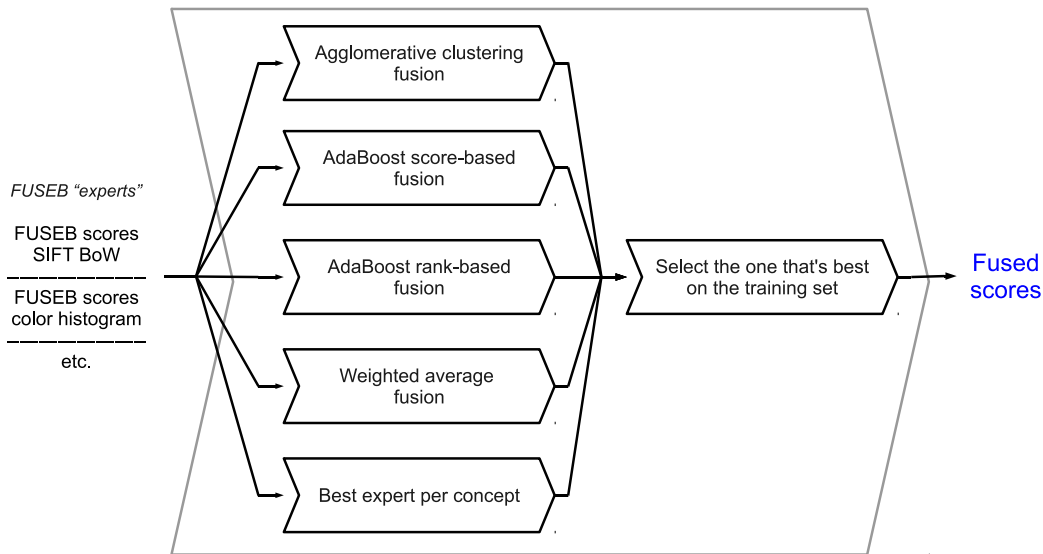 FUSEB “experts”
FUSEB scores
SIFT BoW
FUSEB scores
color histogram
etc.
Agglomerative clustering
fusion
AdaBoost score-based
fusion
AdaBoost rank-based
fusion
Weighted average
fusion
Best expert per concept
Select the one that's best
on the training set
Fused
scores